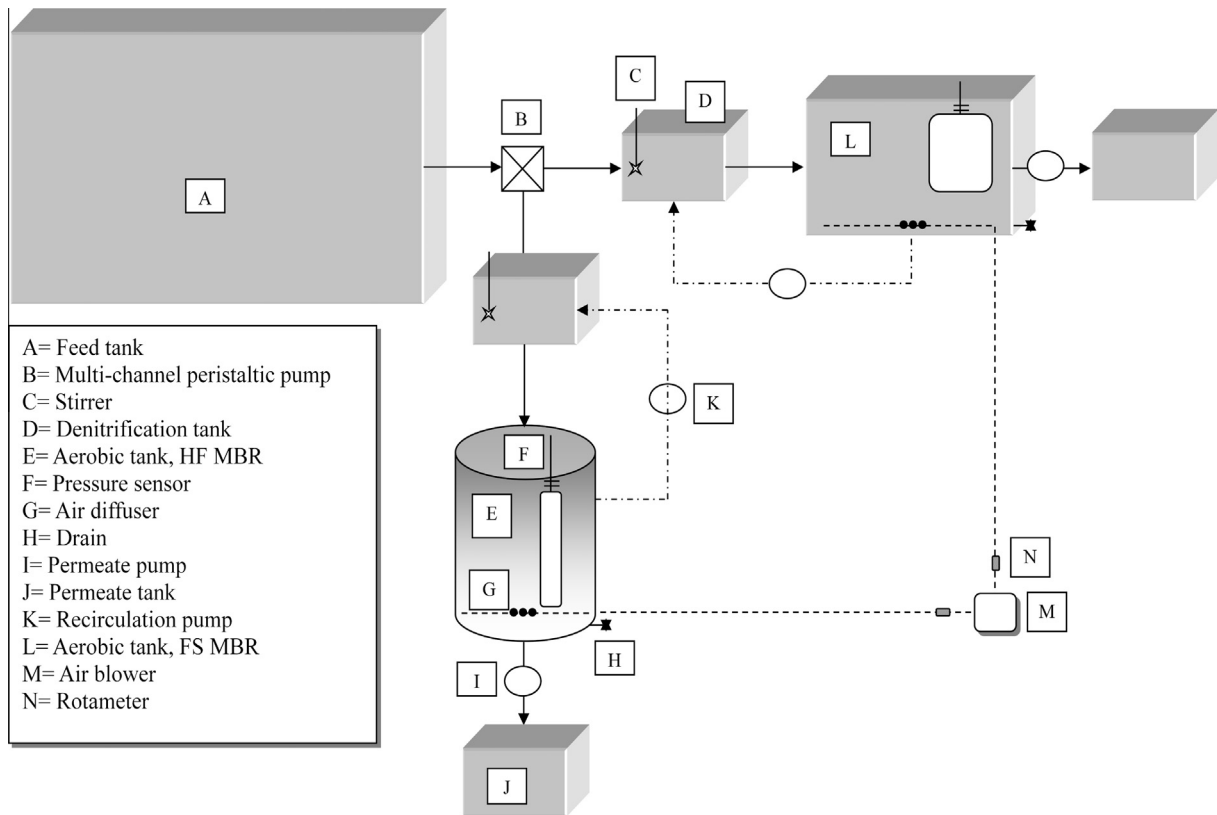 C
D
B
L
A
A= Feed tank
B= Multi-channel peristaltic pump
C= Stirrer
D= Denitrification tank
E= Aerobic tank, HF MBR
F= Pressure sensor
G= Air diffuser
H= Drain
I= Permeate pump
J= Permeate tank
K= Recirculation pump
L= Aerobic tank, FS MBR
M= Air blower
N= Rotameter
K
F
E
N
G
M
H
I
J